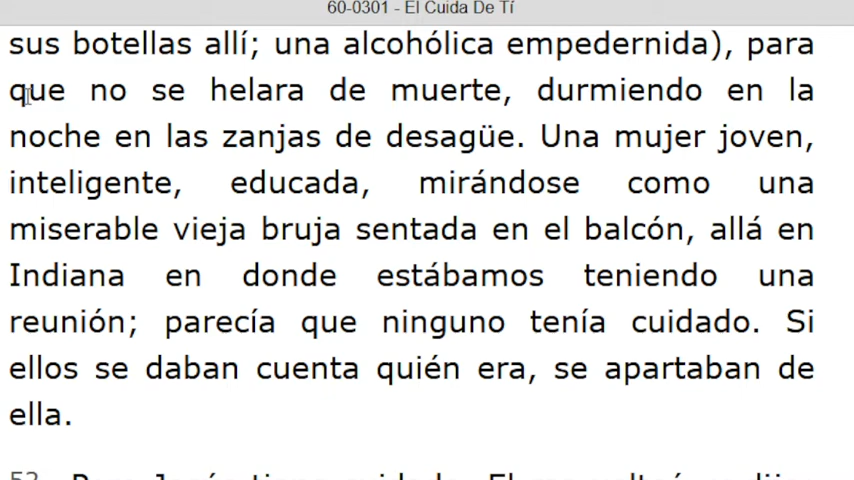 60-0301 - El Cuida De Tí
sus botellas allí; una alcohólica empedernida), para
que no se helara de muerte, durmiendo en la
noche en las zanjas de desagüe. Una mujer joven,
inteligente, educada, mirándose como una
miserable vieja bruja sentada en el balcón, allá en
Indiana en donde estábamos teniendo una
reunión; parecía que ninguno tenía cuidado. Si
ellos se daban cuenta quién era, se apartaban de
ella.